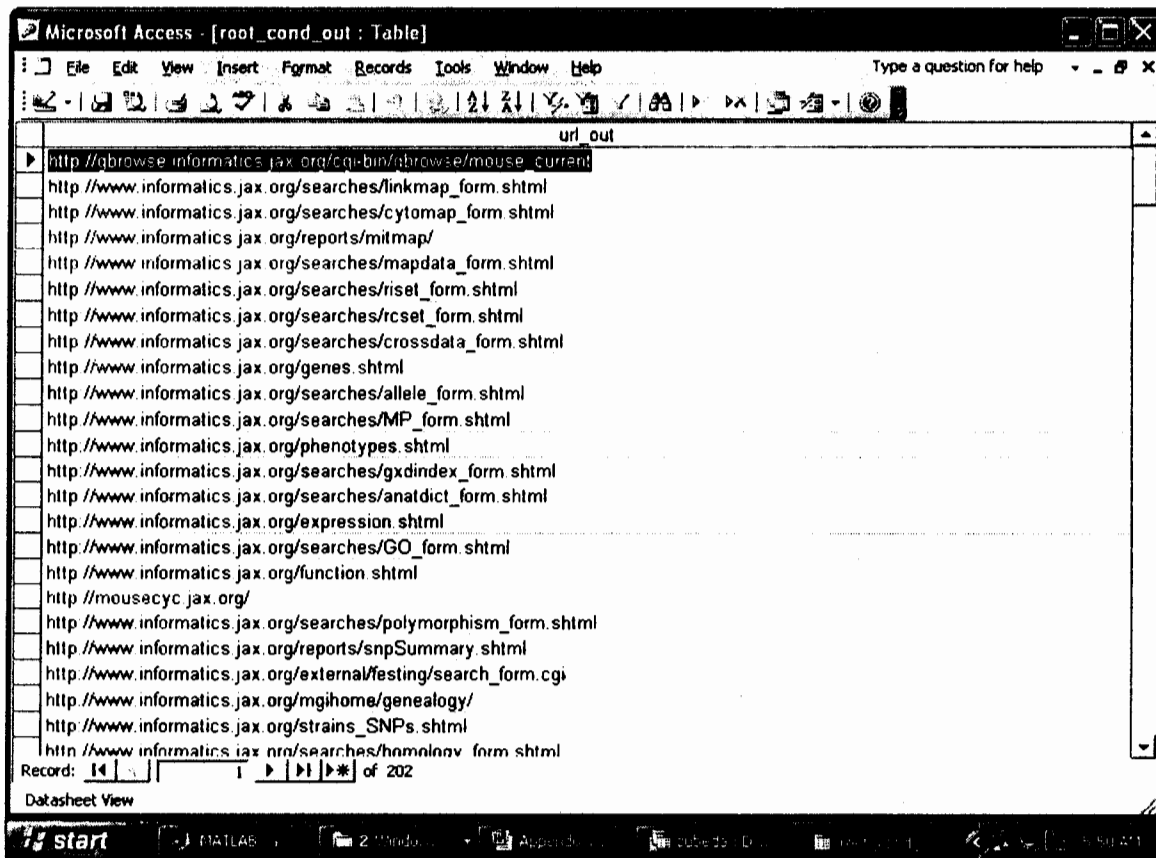 Microsoft Access - [root_cond_out : Table]
File Edit View Insert Format Records Tools Window Help Type a question for help
url_out
http://gbrowse.informatics.jax.org/cgi-bin/gbrowse/mouse_current
http://www.informatics.jax.org/searches/linkmap_form.shtml
http://www.informatics.jax.org/searches/cytomap_form.shtml
http://www.informatics.jax.org/reports/mitmap/
http://www.informatics.jax.org/searches/mapdata_form.shtml
http://www.informatics.jax.org/searches/riset_form.shtml
http://www.informatics.jax.org/searches/rcset_form.shtml
http://www.informatics.jax.org/searches/crossdata_form.shtml
http://www.informatics.jax.org/genes.shtml
http://www.informatics.jax.org/searches/allele_form.shtml
http://www.informatics.jax.org/searches/MP_form.shtml
http://www.informatics.jax.org/phenotypes.shtml
http://www.informatics.jax.org/searches/gxdindex_form.shtml
http://www.informatics.jax.org/searches/anatdict_form.shtml
http://www.informatics.jax.org/expression.shtml
http://www.informatics.jax.org/searches/GO_form.shtml
http://www.informatics.jax.org/function.shtml
http://mousecyc.jax.org/
http://www.informatics.jax.org/searches/polymorphism_form.shtml
http://www.informatics.jax.org/reports/snpSummary.shtml
http://www.informatics.jax.org/external/festing/search_form.cgi
http://www.informatics.jax.org/mgihome/genealogy/
http://www.informatics.jax.org/strains_SNPs.shtml
http://www.informatics.jax.org/searches/homology_form.shtml
Record: 1 of 202
Datasheet View
start MATLAB